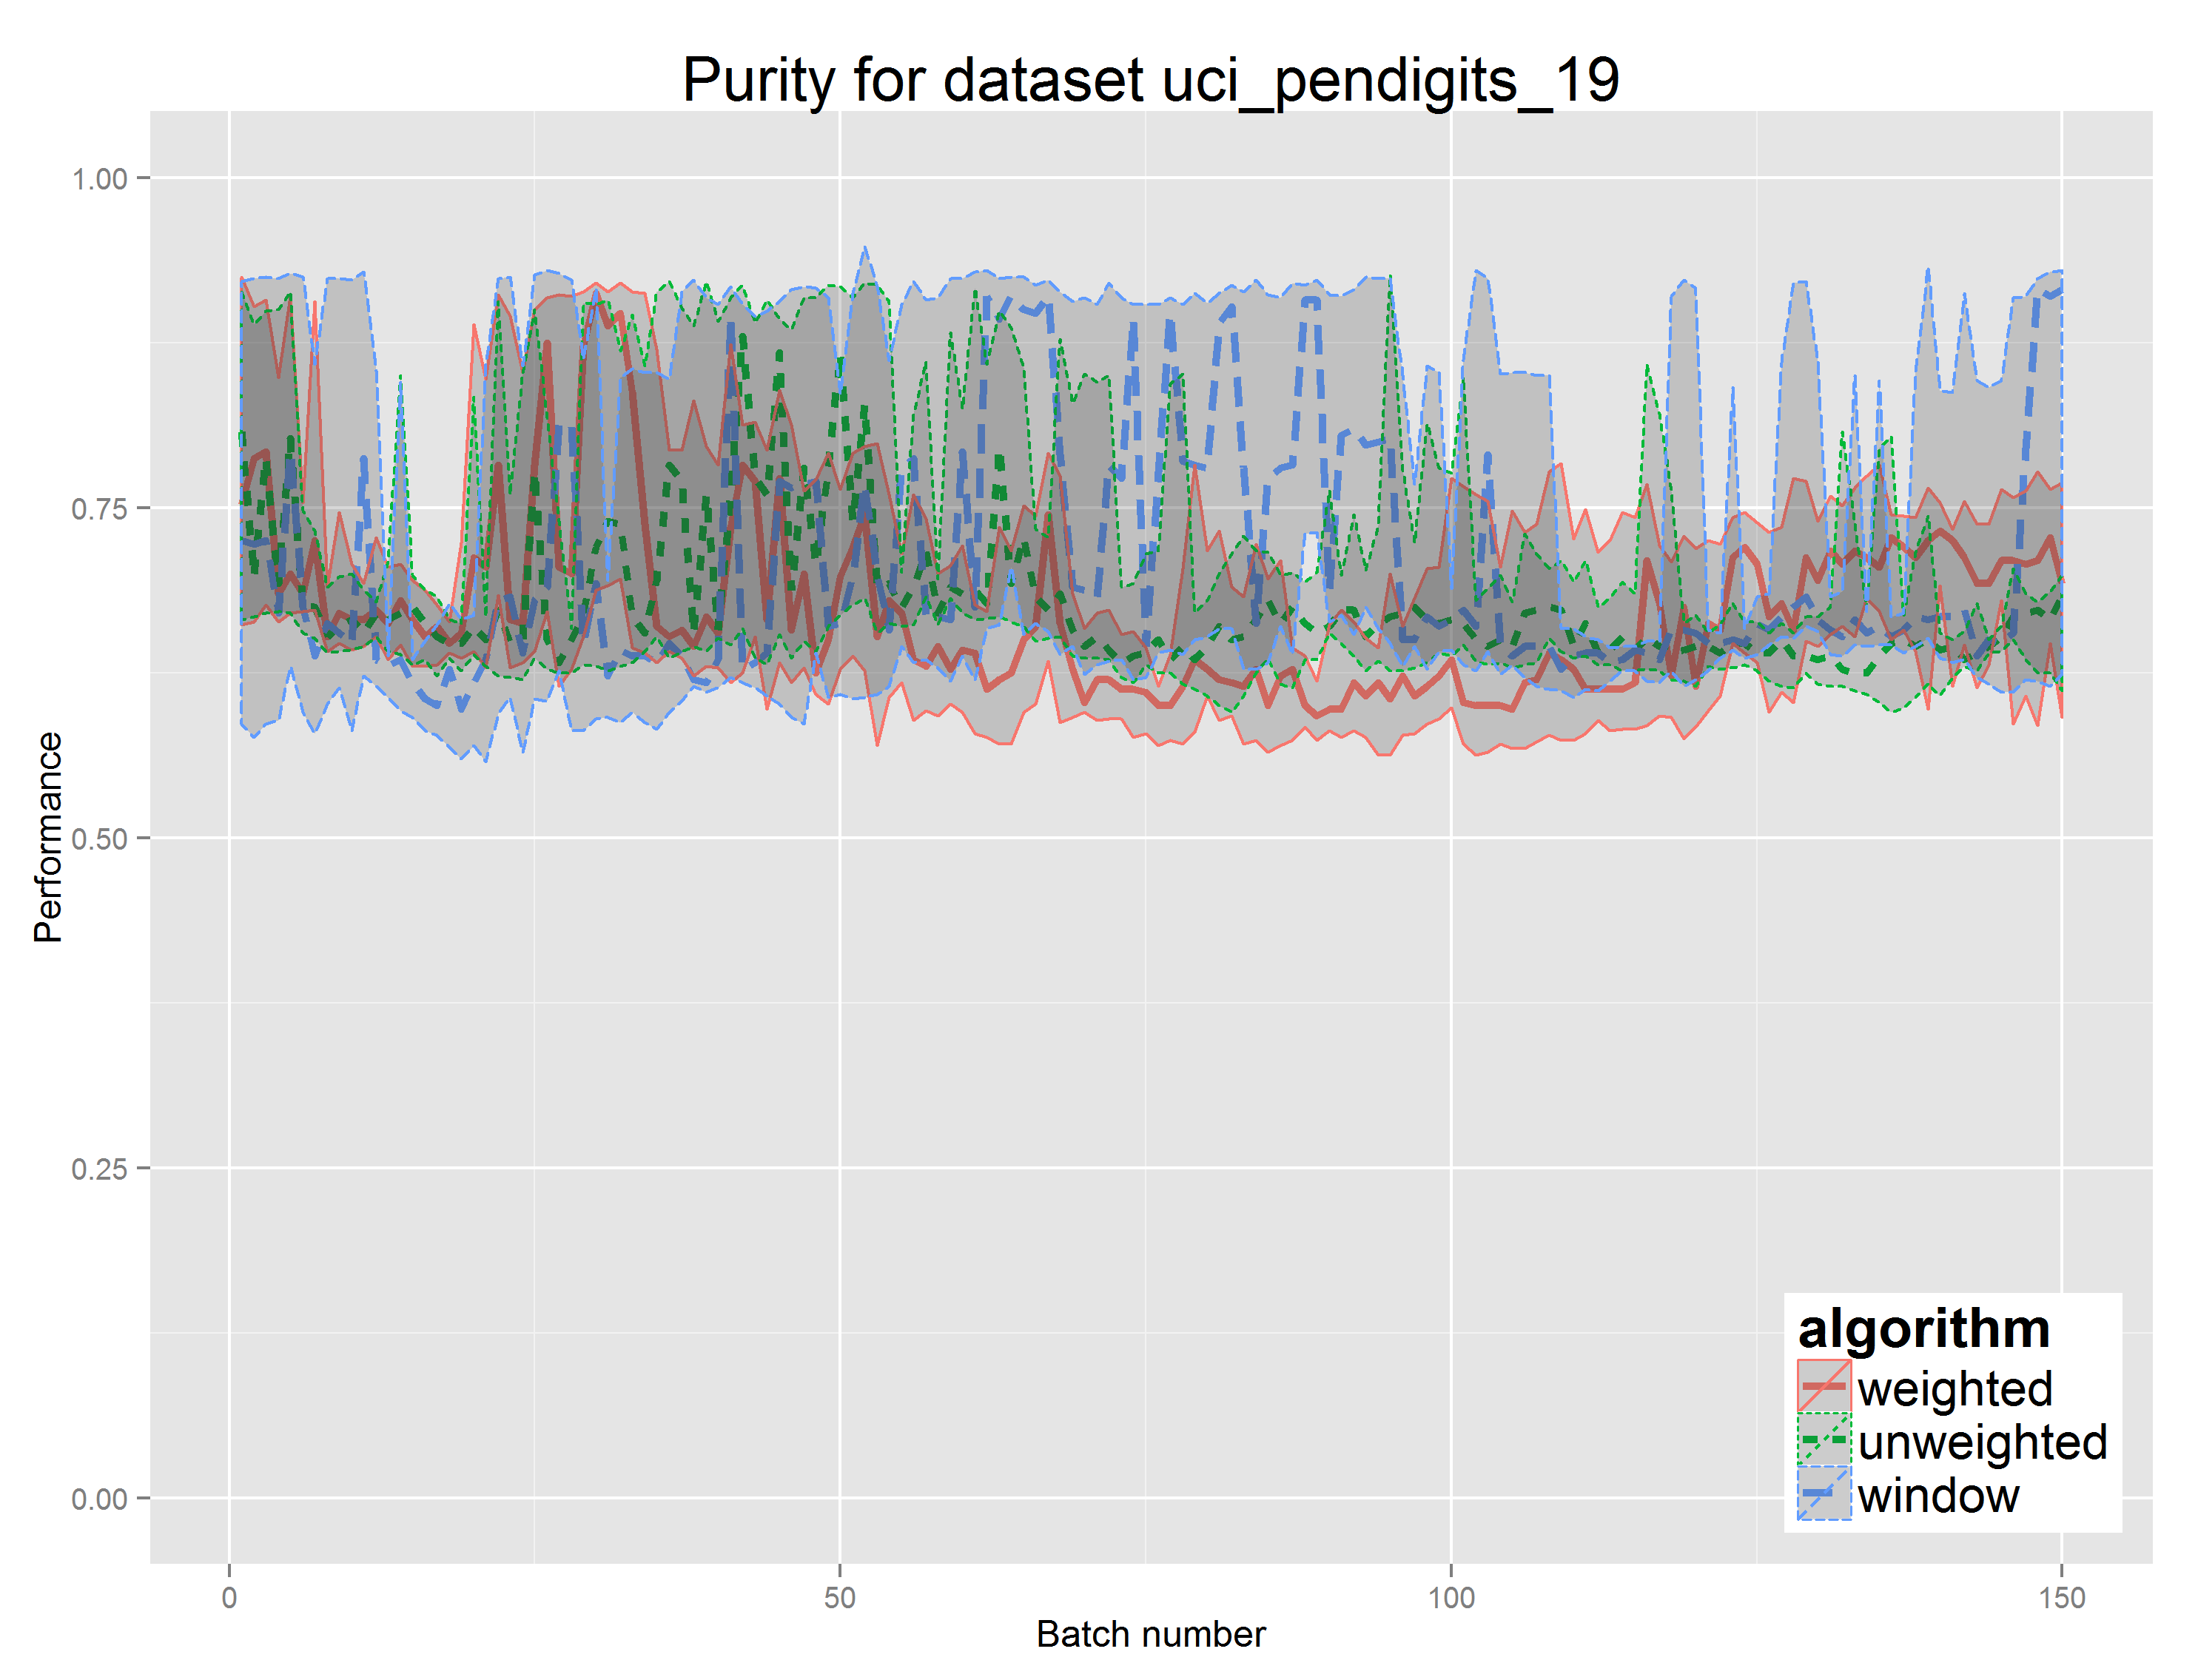 Purity for dataset uci_pendigits_19
1.00
0.75
0.50
0.25
0.00
Performance
0
50
100
150
Batch number
algorithm
weighted
unweighted
window